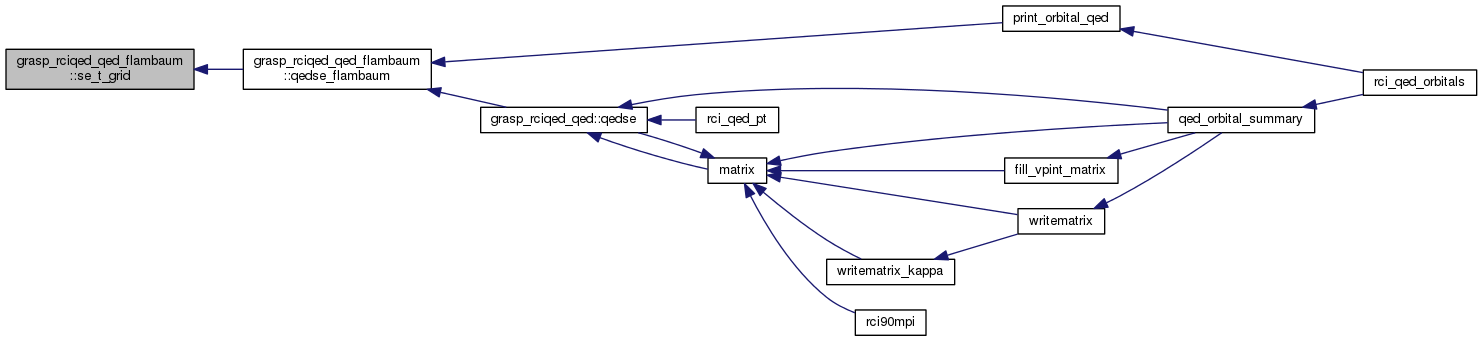 grasp_rciqed_qed_flambaum
::se_t_grid
grasp_rciqed_qed_flambaum
::qedse_flambaum
print_orbital_qed
rci_qed_orbitals
grasp_rciqed_qed::qedse
rci_qed_pt
qed_orbital_summary
matrix
fill_vpint_matrix
writematrix
writematrix_kappa
rci90mpi